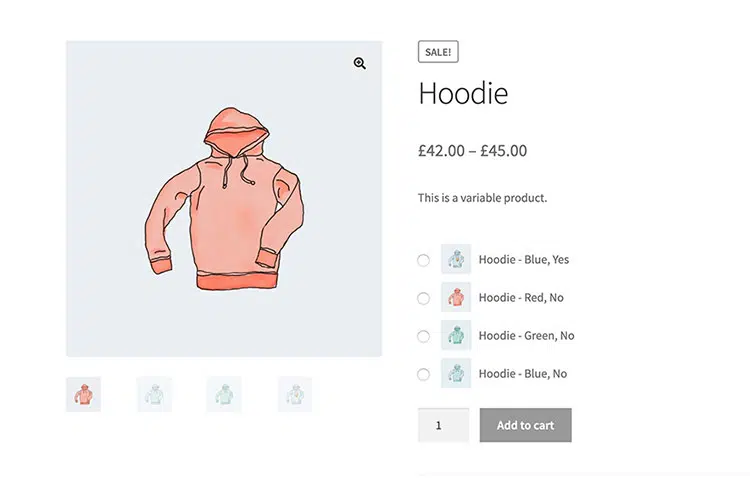 SALE!
Hoodie
£42.00 – £45.00
This is a variable product.
Hoodie - Blue, Yes
Hoodie - Red, No
Hoodie - Green, No
Hoodie - Blue, No
1
Add to cart